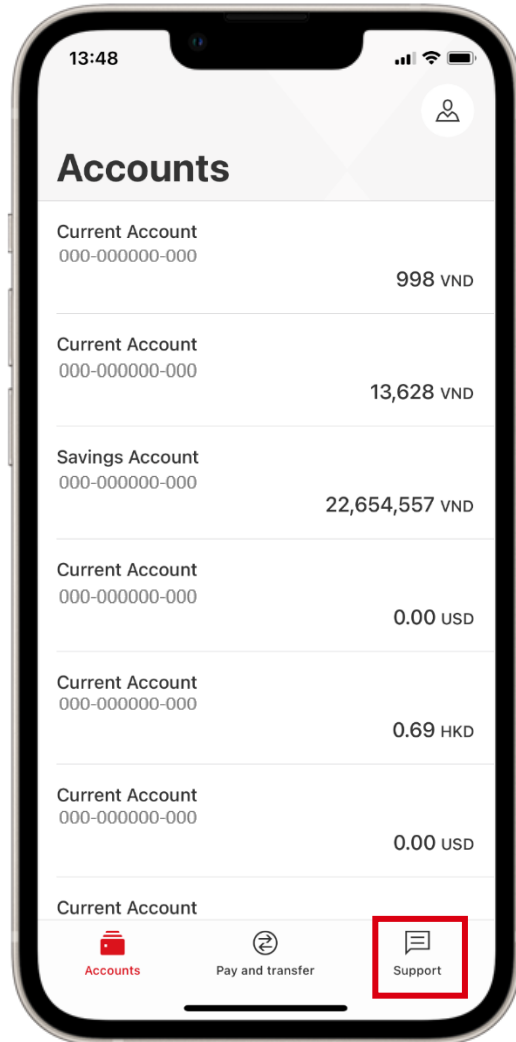 13:48
Accounts
Current Account
000-000000-000
998 VND
Current Account
000-000000-000
13,628 VND
Savings Account
000-000000-000
22,654,557 VND
Current Account
000-000000-000
0.00 USD
Current Account
000-000000-000
0.69 HKD
Current Account
000-000000-000
0.00 USD
Current Account
Accounts
Pay and transfer
Support